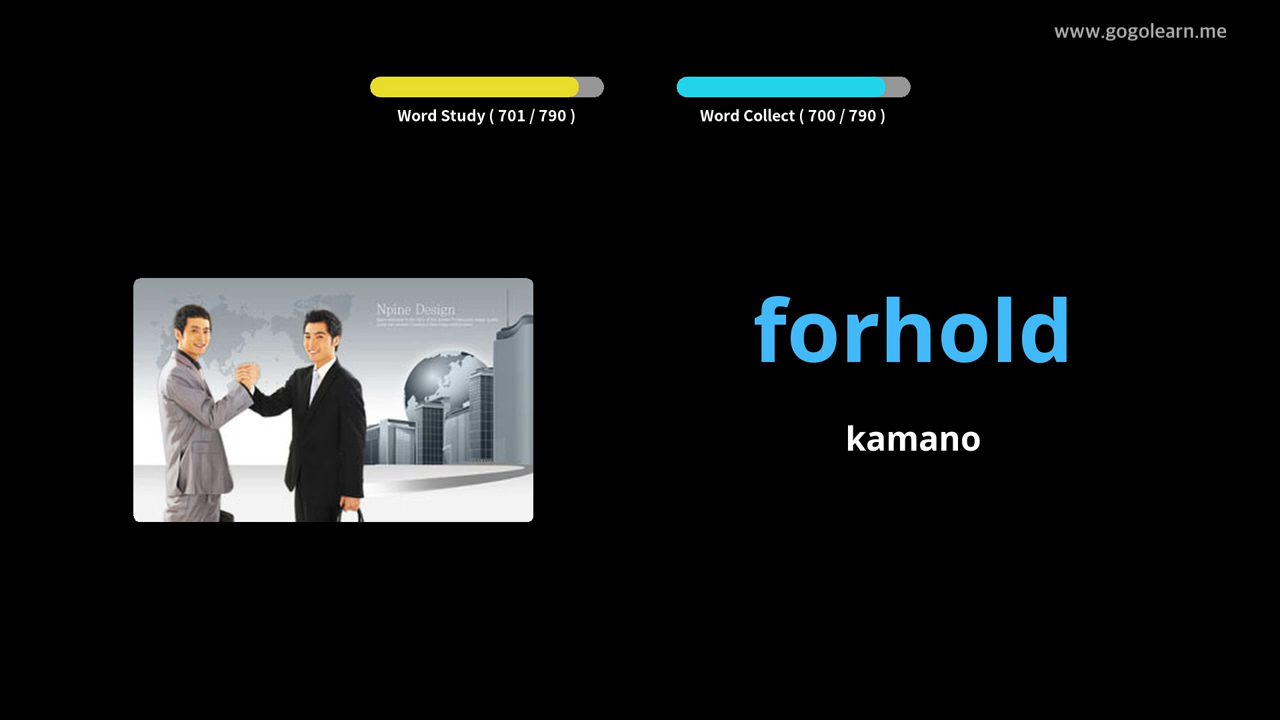 www.gogolearn.me
Word Study ( 701 / 790 )
Word Collect ( 700 / 790 )
Npine Design
forhold
kamano